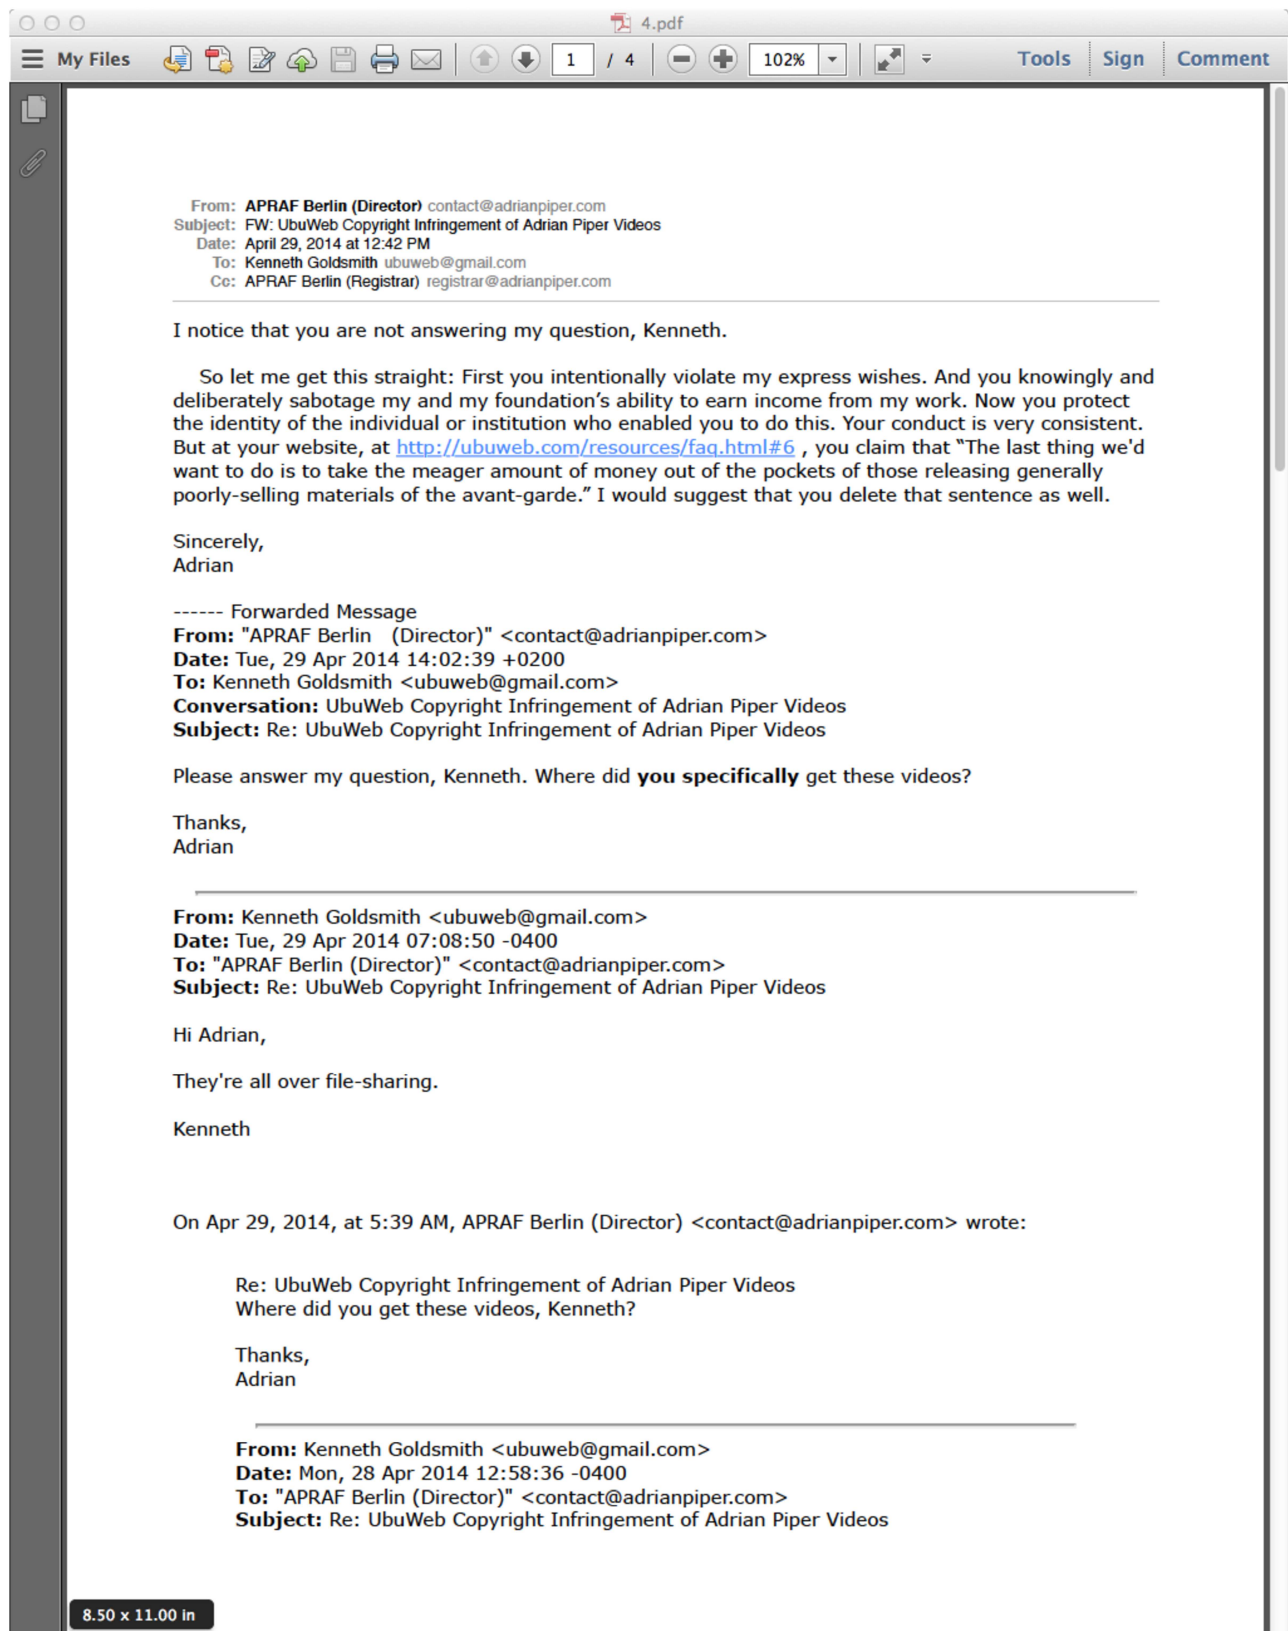 4.pdf
My Files 1 / 4 102% Tools Sign Comment
From: APRAF Berlin (Director) contact@adrianpiper.com
Subject: FW: UbuWeb Copyright Infringement of Adrian Piper Videos
Date: April 29, 2014 at 12:42 PM
To: Kenneth Goldsmith ubuweb@gmail.com
Cc: APRAF Berlin (Registrar) registrar@adrianpiper.com
I notice that you are not answering my question, Kenneth.
So let me get this straight: First you intentionally violate my express wishes. And you knowingly and
deliberately sabotage my and my foundation’s ability to earn income from my work. Now you protect
the identity of the individual or institution who enabled you to do this. Your conduct is very consistent.
But at your website, at http://ubuweb.com/resources/faq.html#6 , you claim that “The last thing we'd
want to do is to take the meager amount of money out of the pockets of those releasing generally
poorly-selling materials of the avant-garde.” I would suggest that you delete that sentence as well.
Sincerely,
Adrian
------ Forwarded Message
From: "APRAF Berlin (Director)" <contact@adrianpiper.com>
Date: Tue, 29 Apr 2014 14:02:39 +0200
To: Kenneth Goldsmith <ubuweb@gmail.com>
Conversation: UbuWeb Copyright Infringement of Adrian Piper Videos
Subject: Re: UbuWeb Copyright Infringement of Adrian Piper Videos
Please answer my question, Kenneth. Where did you specifically get these videos?
Thanks,
Adrian
From: Kenneth Goldsmith <ubuweb@gmail.com>
Date: Tue, 29 Apr 2014 07:08:50 -0400
To: "APRAF Berlin (Director)" <contact@adrianpiper.com>
Subject: Re: UbuWeb Copyright Infringement of Adrian Piper Videos
Hi Adrian,
They're all over file-sharing.
Kenneth
On Apr 29, 2014, at 5:39 AM, APRAF Berlin (Director) <contact@adrianpiper.com> wrote:
Re: UbuWeb Copyright Infringement of Adrian Piper Videos
Where did you get these videos, Kenneth?
Thanks,
Adrian
From: Kenneth Goldsmith <ubuweb@gmail.com>
Date: Mon, 28 Apr 2014 12:58:36 -0400
To: "APRAF Berlin (Director)" <contact@adrianpiper.com>
Subject: Re: UbuWeb Copyright Infringement of Adrian Piper Videos
8.50 x 11.00 in